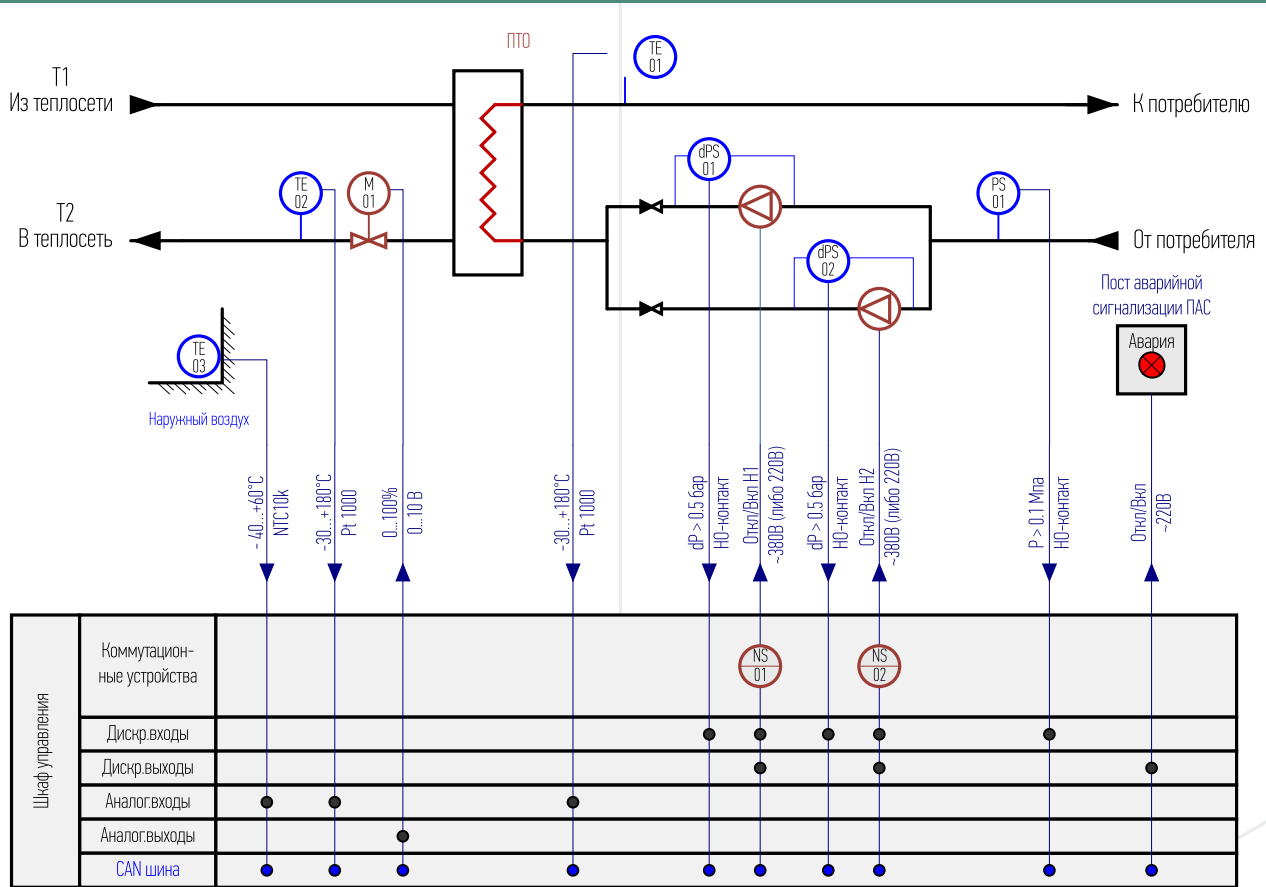 ПТО
TE
01
T1
Из теплосети
К потребителю
dPS
01
TE
02
M
01
PS
01
T2
В теплосеть
От потребителя
dPS
02
Пост аварийной
сигнализации ПАС
Авария
TE
03
Наружный воздух
- 40...+60°C
NTC10k
-30...+180°C
Pt 1000
0...100%
0...10 В
-30...+180°C
Pt 1000
dP > 0.5 бар
НО-контакт
Откл/Вкл Н1
~380В (либо 220В)
dP > 0.5 бар
НО-контакт
Откл/Вкл Н2
~380В (либо 220В)
P > 0.1 Мпа
НО-контакт
Откл/Вкл
~220В
Шкаф управления
Коммутацион-
ные устройства
NS
01
NS
02
Дискр.входы
Дискр.выходы
Аналог.входы
Аналог.выходы
CAN шина